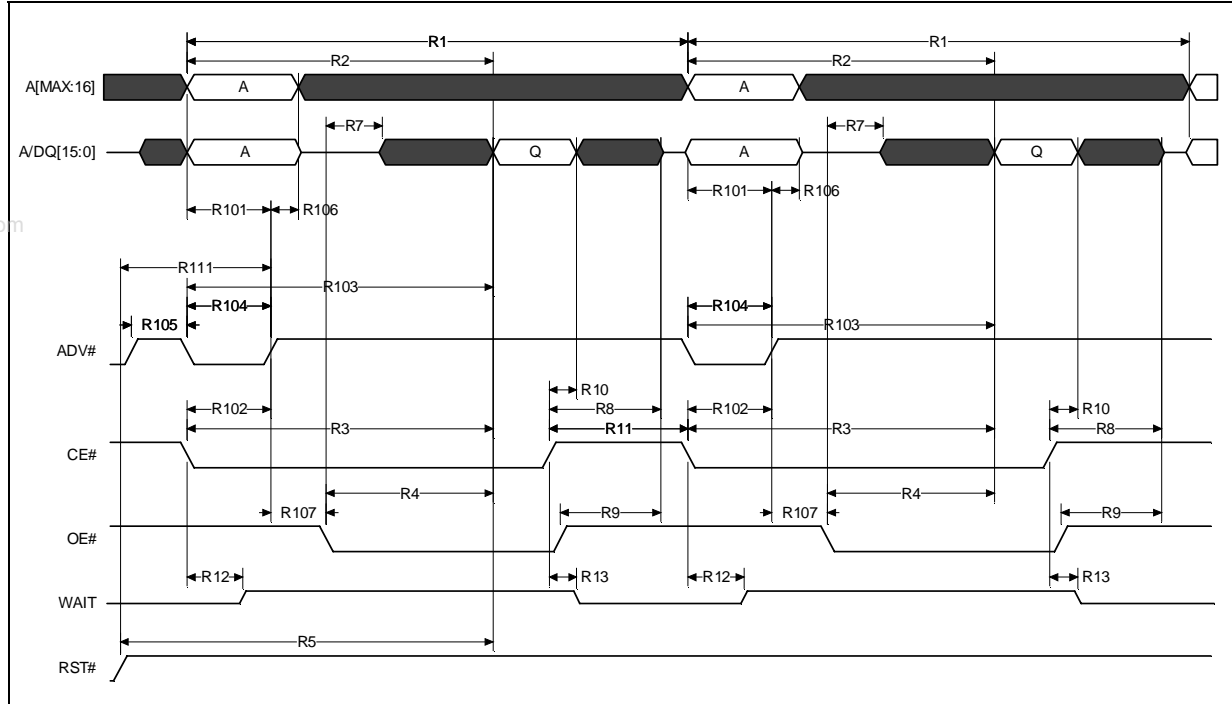 R1 R1
R2 R2
A[MAX:16] A A
R7 R7
A/DQ[15:0] A Q A Q
R101 R106 R101 R106
om
R111
R103
R104 R104
R105 R103
ADV#
R10 R10
R102 R8 R102 R8
R3 R11 R3
CE#
R4 R4
R107 R9 R107 R9
OE#
R12 R13 R12 R13
WAIT
R5
RST#